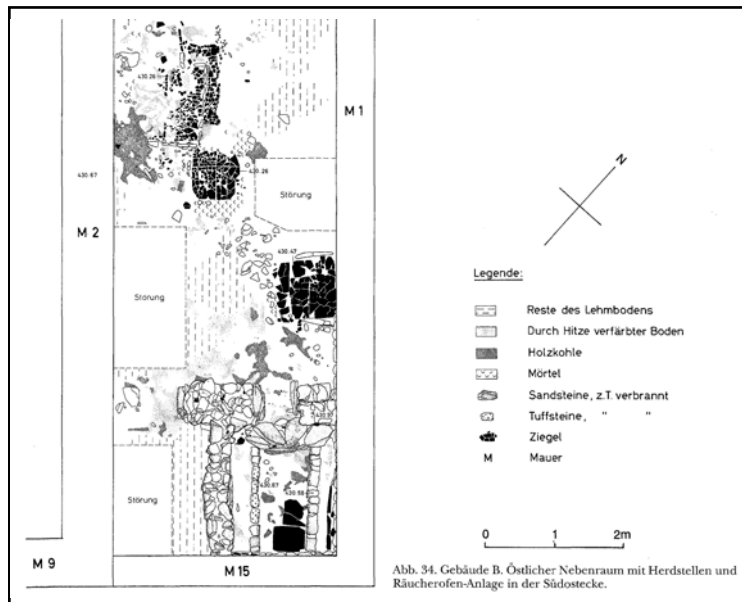 430.26
M 1
430.67
430.26
Störung
M 2
430.47
Störung
Störung
430.67
430.56
M 9
M 15
N
Legende:
Reste des Lehmbodens
Durch Hitze verfärbter Boden
Holzkohle
Mörtel
Sandsteine, z.T. verbrannt
Tuffsteine, " "
Ziegel
M Mauer
0 1 2m
Abb. 34. Gebäude B. Östlicher Nebenraum mit Herdstellen und
Räucherofen-Anlage in der Südostecke.